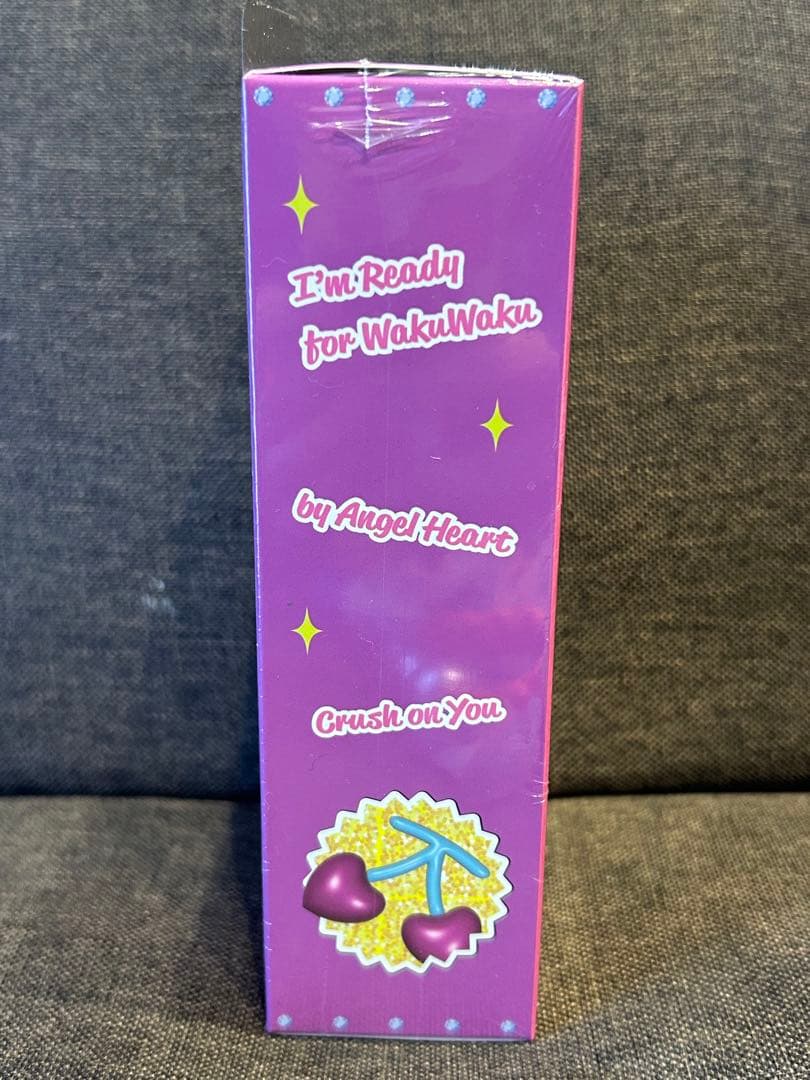 I'm Ready
for WakuWaku
by Angel Heart
Crush on You